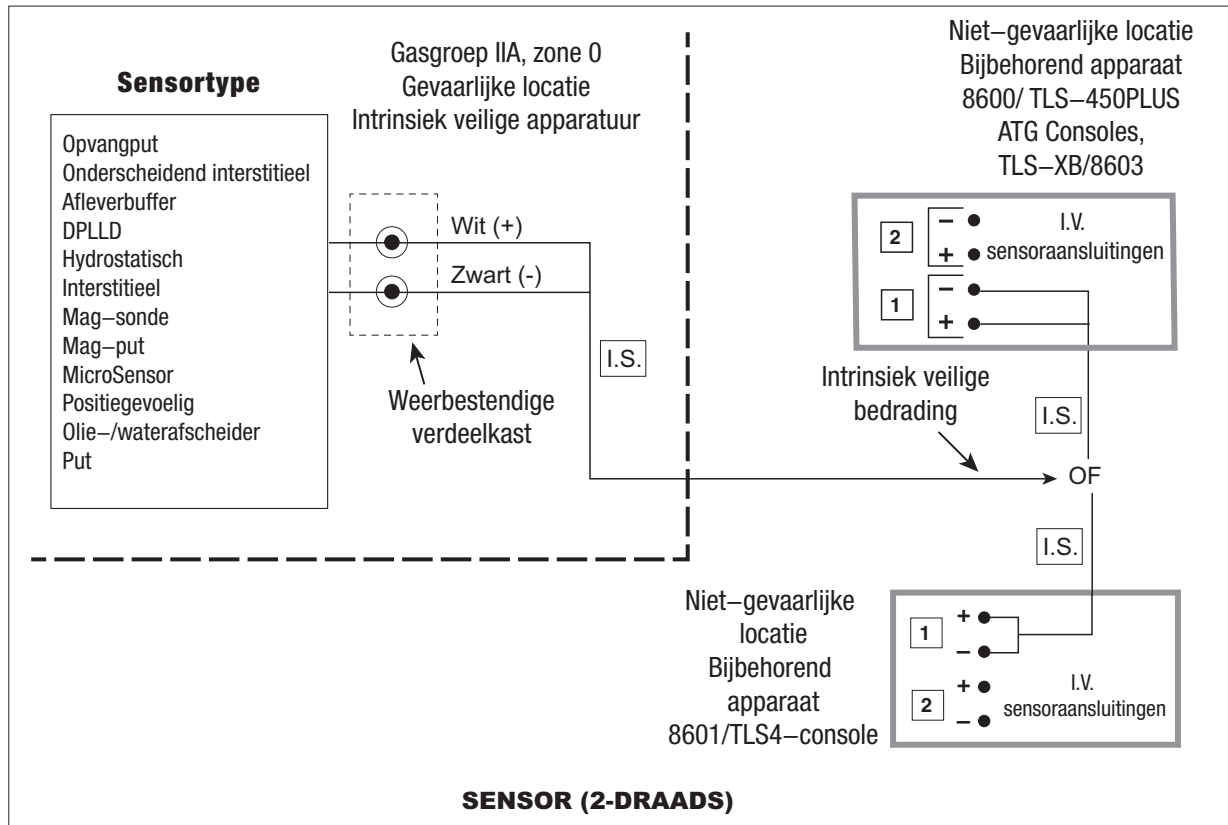 Sensortype
Opvangput
Onderscheidend interstitieel
Afleverbuffer
DPLLD
Hydrostatisch
Interstitieel
Mag–sonde
Mag–put
MicroSensor
Positiegevoelig
Olie–/waterafscheider
Put
Gasgroep IIA, zone 0
Gevaarlijke locatie
Intrinsiek veilige apparatuur
Wit (+)
Zwart (-)
I.S.
Weerbestendige
verdeelkast
Niet–gevaarlijke locatie
Bijbehorend apparaat
8600/ TLS–450PLUS
ATG Consoles,
TLS–XB/8603
2
–
+
1
–
+
I.V.
sensoraansluitingen
Intrinsiek veilige
bedrading
I.S.
OF
I.S.
Niet–gevaarlijke
locatie
Bijbehorend
apparaat
8601/TLS4–console
1
+
–
2
+
–
I.V.
sensoraansluitingen
SENSOR (2-DRAADS)